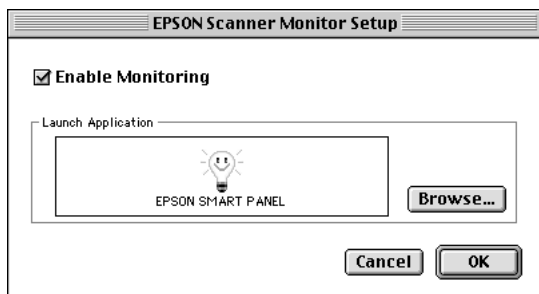 EPSON Scanner Monitor Setup
Enable Monitoring
Launch Application
EPSON SMART PANEL
Browse...
Cancel
OK